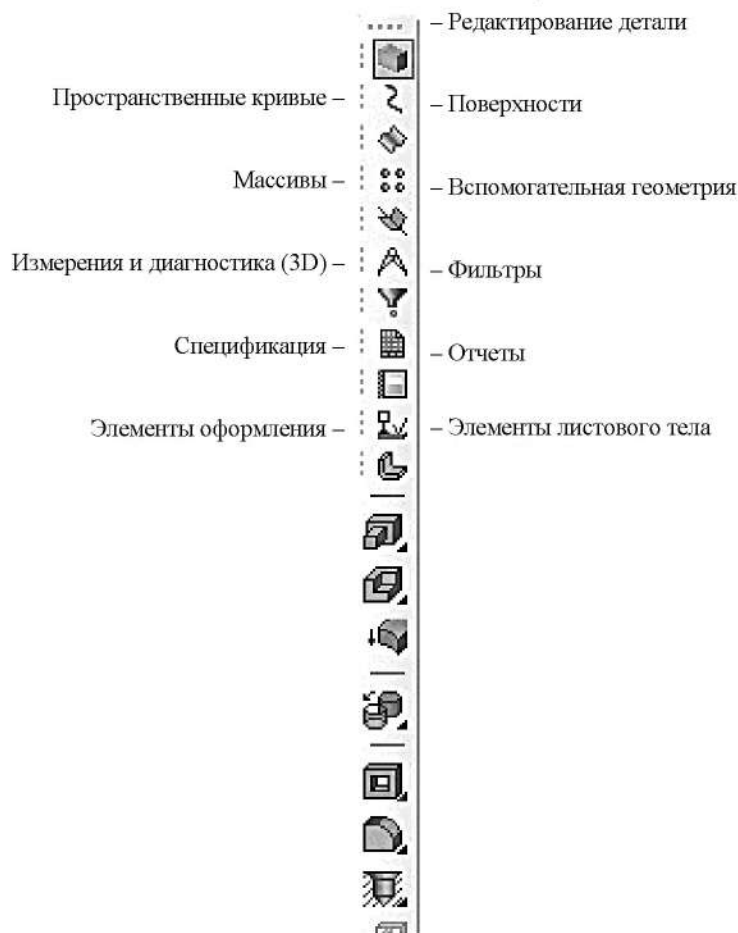 – Редактирование детали
Пространственные кривые –
– Поверхности
Массивы –
– Вспомогательная геометрия
Измерения и диагностика (3D) –
– Фильтры
Спецификация –
– Отчеты
Элементы оформления –
– Элементы листового тела